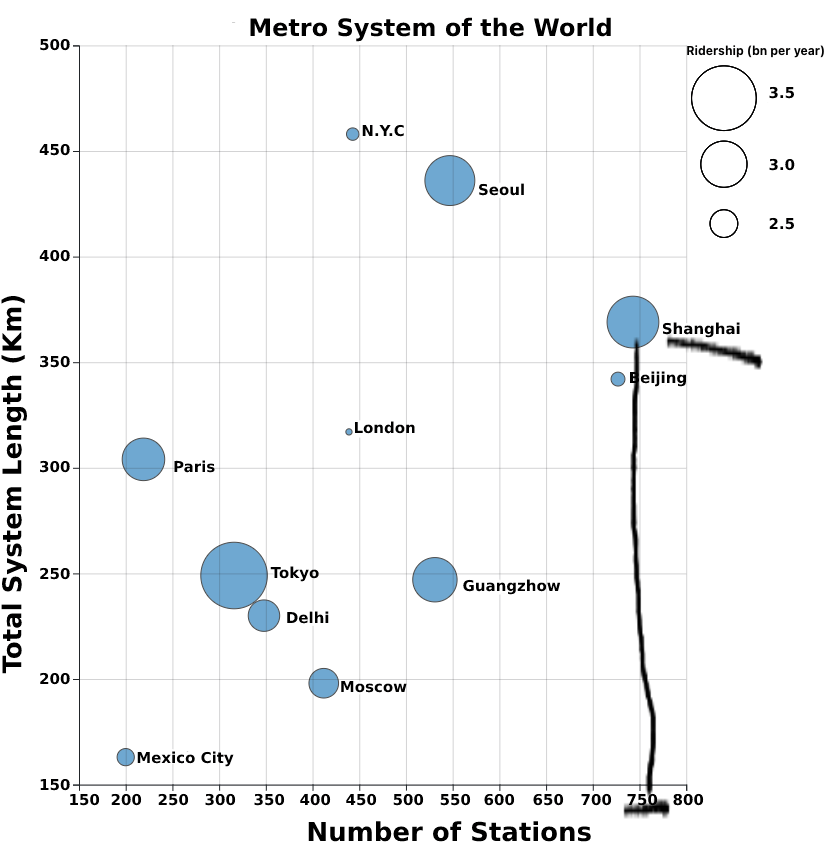 Metro System of the World
Ridership (bn per year)
3.5
3.0
2.5
Total System Length (Km)
500
450
400
350
300
250
200
150
N.Y.C
Seoul
Shanghai
Beijing
London
Paris
Tokyo
Guangzhow
Delhi
Moscow
Mexico City
150 200 250 300 350 400 450 500 550 600 650 700 750 800
Number of Stations